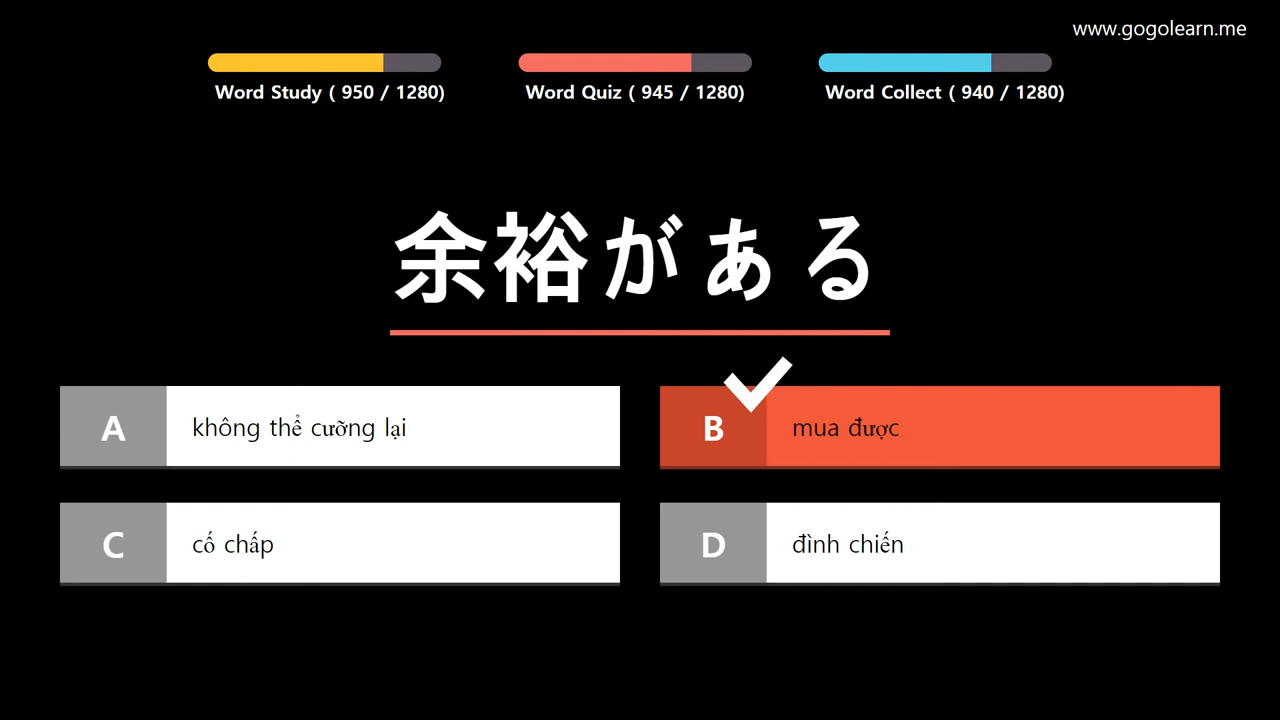 www.gogolearn.me
Word Study ( 950 / 1280)
Word Quiz ( 945 / 1280)
Word Collect ( 940 / 1280)
余裕がある
A không thể cưỡng lại
B mua được
C cố chấp
D đình chiến